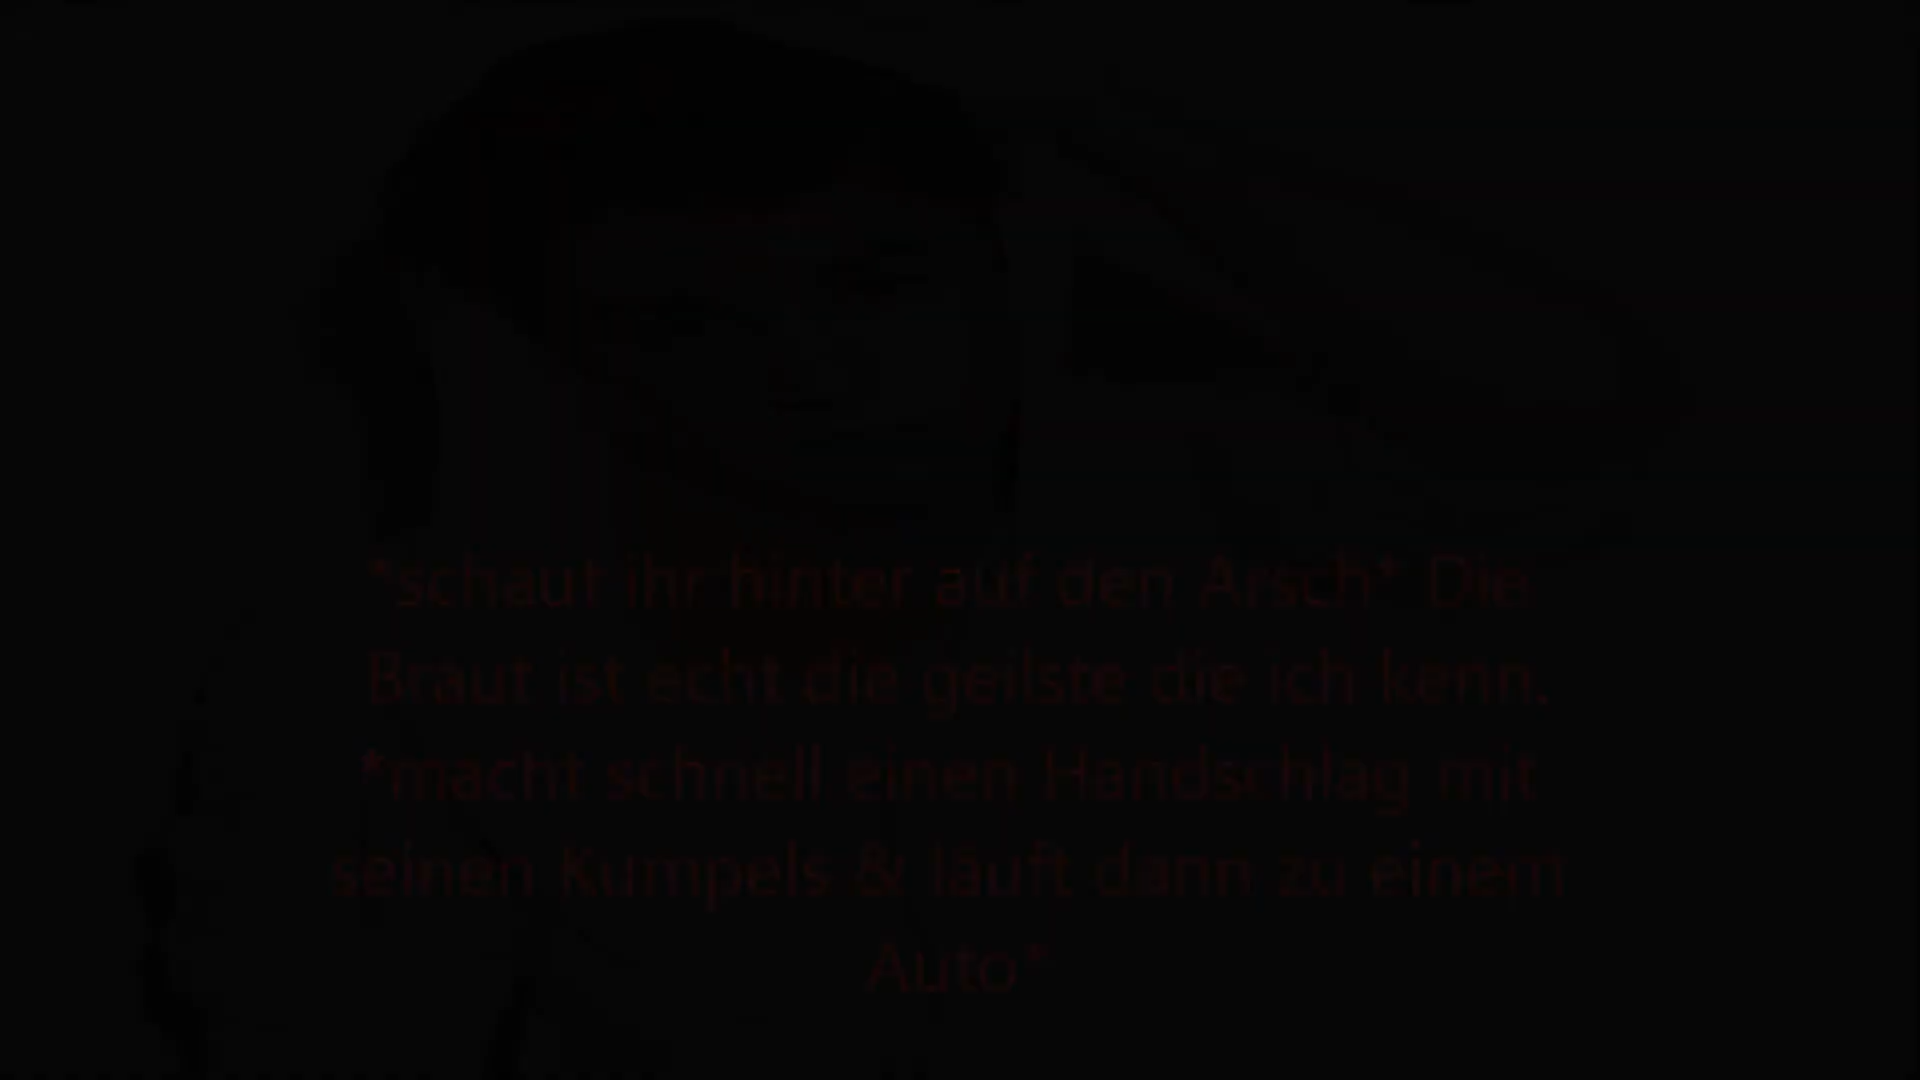 *schaut ihr hinter auf den Arsch* Die
Braut ist echt die geilste die ich kenn.
*macht schnell einen Handschlag mit
seinen Kumpels & läuft dann zu einem
Auto*